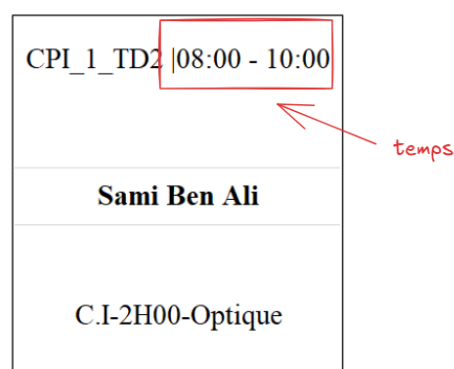 CPI_1_TD2 |08:00 - 10:00
temps
Sami Ben Ali
C.I-2H00-Optique